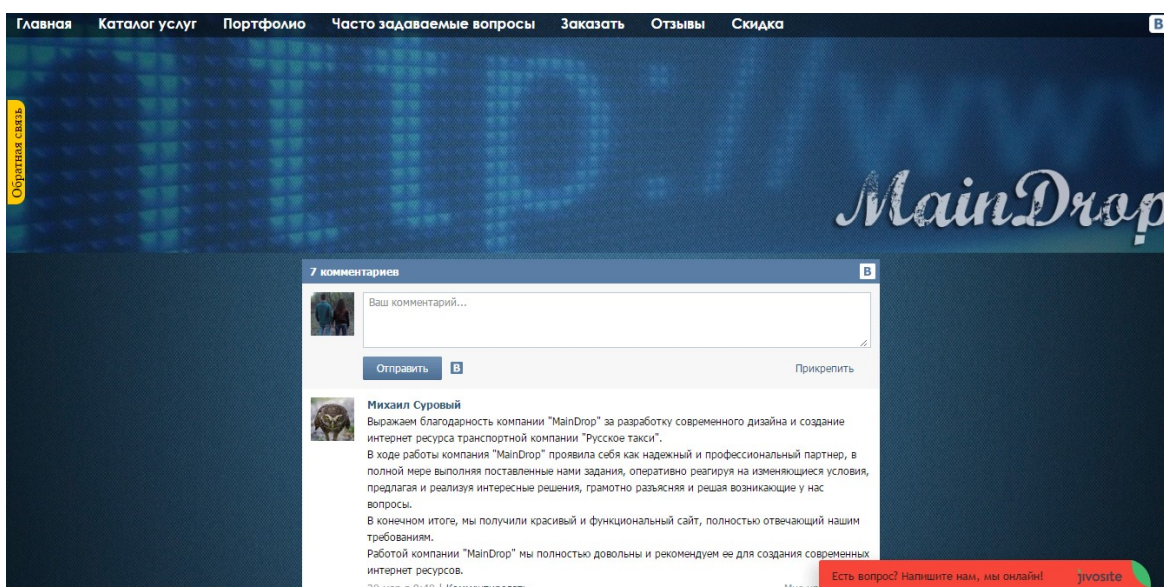 Главная Каталог услуг Портфолио Часто задаваемые вопросы Заказать Отзывы Скидка
B
http://www
Обратная связь
MainDrop
7 комментариев B
Ваш комментарий...
Отправить B Прикрепить
Михаил Суровый
Выражаем благодарность компании "MainDrop" за разработку современного дизайна и создание
интернет ресурса транспортной компании "Русское такси".
В ходе работы компания "MainDrop" проявила себя как надежный и профессиональный партнер, в
полной мере выполняя поставленные нами задания, оперативно реагируя на изменяющиеся условия,
предлагая и реализуя интересные решения, грамотно разъясняя и решая возникающие у нас
вопросы.
В конечном итоге, мы получили красивый и функциональный сайт, полностью отвечающий нашим
требованиям.
Работой компании "MainDrop" мы полностью довольны и рекомендуем ее для создания современных
интернет ресурсов.
Комментировать
Есть вопрос? Напишите нам, мы онлайн! jivosite